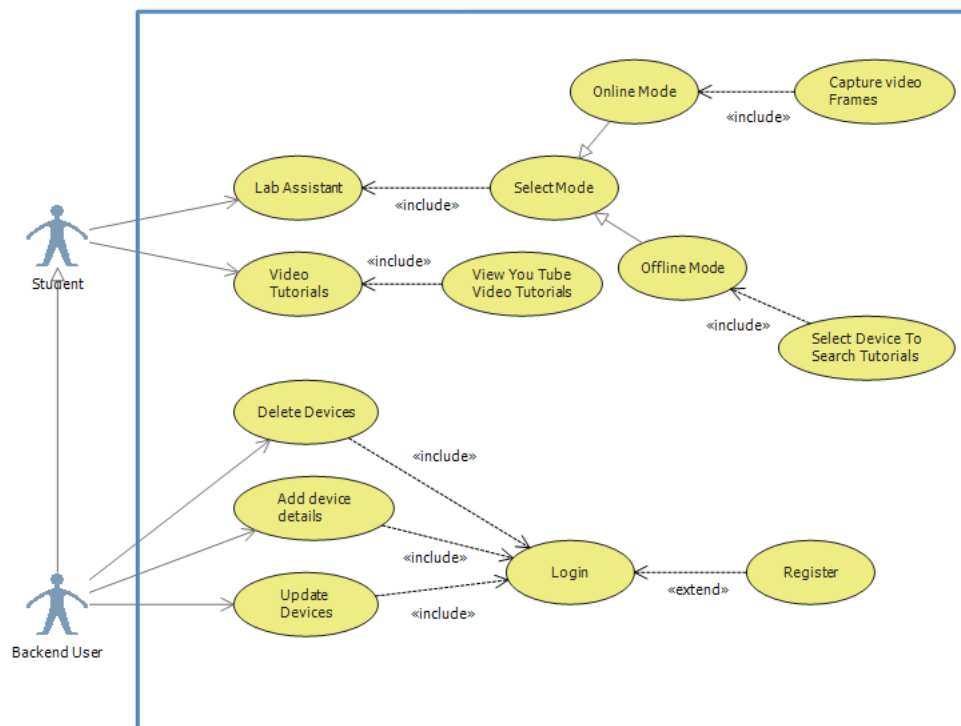 Online Mode
Capture video
Frames
«include»
Lab Assistant
SelectMode
«include»
Student
Video
Tutorials
«include»
View You Tube
Video Tutorials
Offline Mode
«include»
Select Device To
Search Tutorials
Delete Devices
«include»
Add device
details
«include»
Login
Register
«extend»
Update
Devices
«include»
Backend User